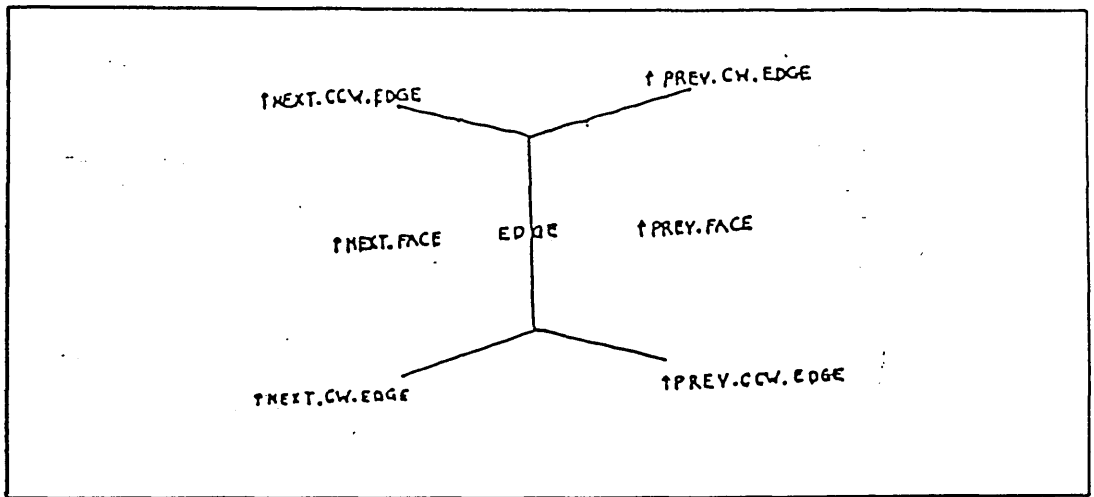 ↑NEXT.CCW.EDGE
↑ PREV.CW.EDGE
↑NEXT.FACE
EDGE
↑PREV.FACE
↑NEXT.CW.EDGE
↑PREV.CCW.EDGE